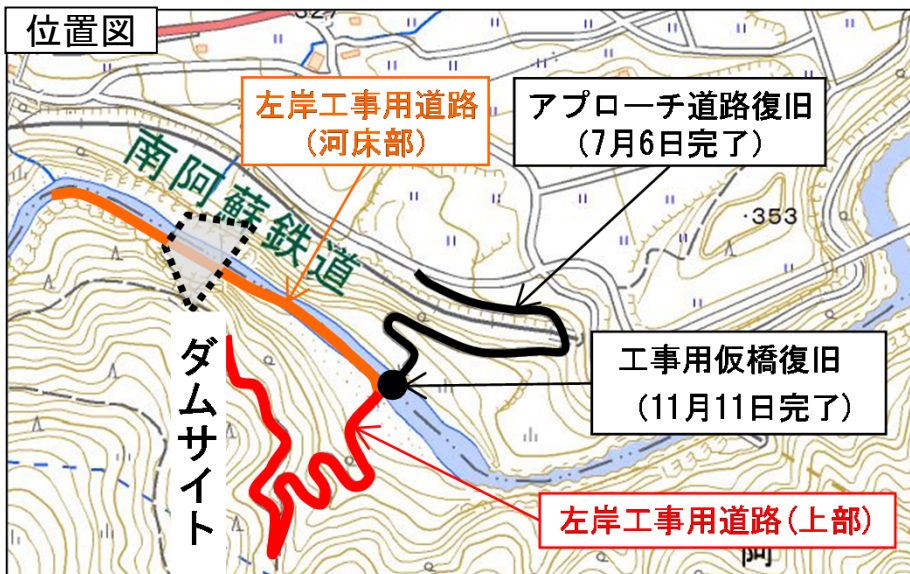 位置図
327
左岸工事用道路
(河床部)
アプローチ道路復旧
(7月6日完了)
南阿蘇鉄道
・353
ダムサイト
工事用仮橋復旧
(11月11日完了)
左岸工事用道路(上部)
阿